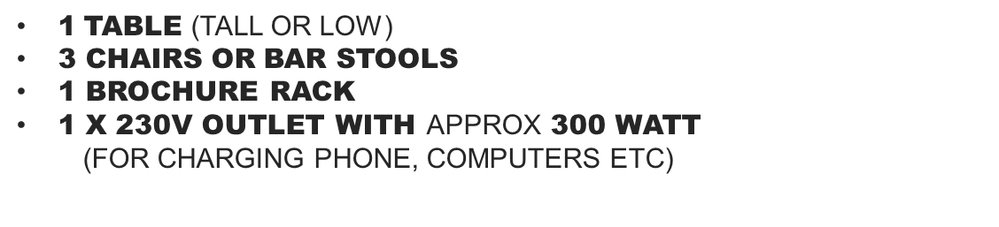 • 1 TABLE (TALL OR LOW)
• 3 CHAIRS OR BAR STOOLS
• 1 BROCHURE RACK
• 1 X 230V OUTLET WITH APPROX 300 WATT
(FOR CHARGING PHONE, COMPUTERS ETC)